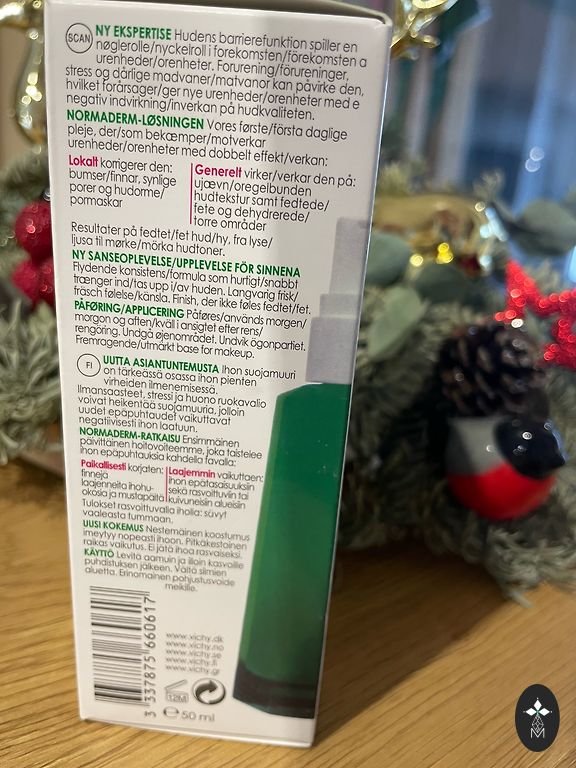 SCAN
NY EKSPERTISE Hudens barrierefunktion spiller en
nøglerolle/nyckelroll i forekomsten/förekomsten a
urenheder/orenheter. Forurening/föroreningar,
stress og dårlige madvaner/matvanor kan påvirke den,
hvilket forårsager/ger nye urenheder/orenheter med e
negativ indvirkning/inverkan på hudkvaliteten.
NORMADERM-LØSNINGEN Vores første/första daglige
pleje, der/som bekæmper/motverkar
urenheder/orenheter med dobbelt effekt/verkan:
Lokalt korrigerer den:
bumser/finnar, synlige
porer og hudorme/
pormaskar
Generelt virker/verkar den på:
ujævn/oregelbunden
hudtekstur samt fedtede/
fete og dehydrerede/
torre områder
Resultater på fedtet/fet hud/hy, fra lyse/
ljusa til mørke/mörka hudtoner.
NY SANSEOPLEVELSE/UPPLEVELSE FÖR SINNENA
Flydende konsistens/formula som hurtigt/snabbt
trænger ind/tas upp i/av huden. Langvarig frisk/
fräsch følelse/känsla. Finish, der ikke føles fedtet/fet.
PÅFØRING/APPLICERING Påføres/används morgen/
morgon og aften/kväll i ansigtet efter rens/
rengöring. Undgå øjenområdet. Undvik ögonpartiet.
Fremragende/utmärkt base for makeup.
FI
UUTTA ASIANTUNTEMUSTA Ihon suojamuuri
on tärkeässä osassa ihon pienten
virheiden ilmenemisessä.
Ilmansaasteet, stressi ja huono ruokavalio
voivat heikentää suojamuuria, jolloin
uudet epäpuhtaudet vaikuttavat
negatiivisesti ihon laatuun.
NORMADERM-RATKAISU Ensimmäinen
päivittäinen hoitovoiteemme, joka taistelee
ihon epäpuhtauksia kahdella tavalla:
Paikallisesti korjaten:
finnejä
laajenneita ihohu-
okosia ja mustapäitä
Laajemmin vaikuttaen:
ihon epätasaisuuksiin
sekä rasvoittuviin tai
kuivuneisiin alueisiin
Tulokset rasvoittuvalla iholla: sävyt
vaaleasta tummaan.
UUSI KOKEMUS Nestemäinen koostumus
imeytyy nopeasti ihoon. Pitkäkestoinen
raikas vaikutus. Ei jätä ihoa rasvaiseksi.
KÄYTTÖ Levitä aamuin ja illoin kasvoille
puhdistuksen jälkeen. Vältä silmien
aluetta. Erinomainen pohjustusvoide
meikille.
www.vichy.dk
www.vichy.no
www.vichy.se
www.vichy.fi
www.vichy.gr
3 337875 660617
12M
℮ 50 ml
M